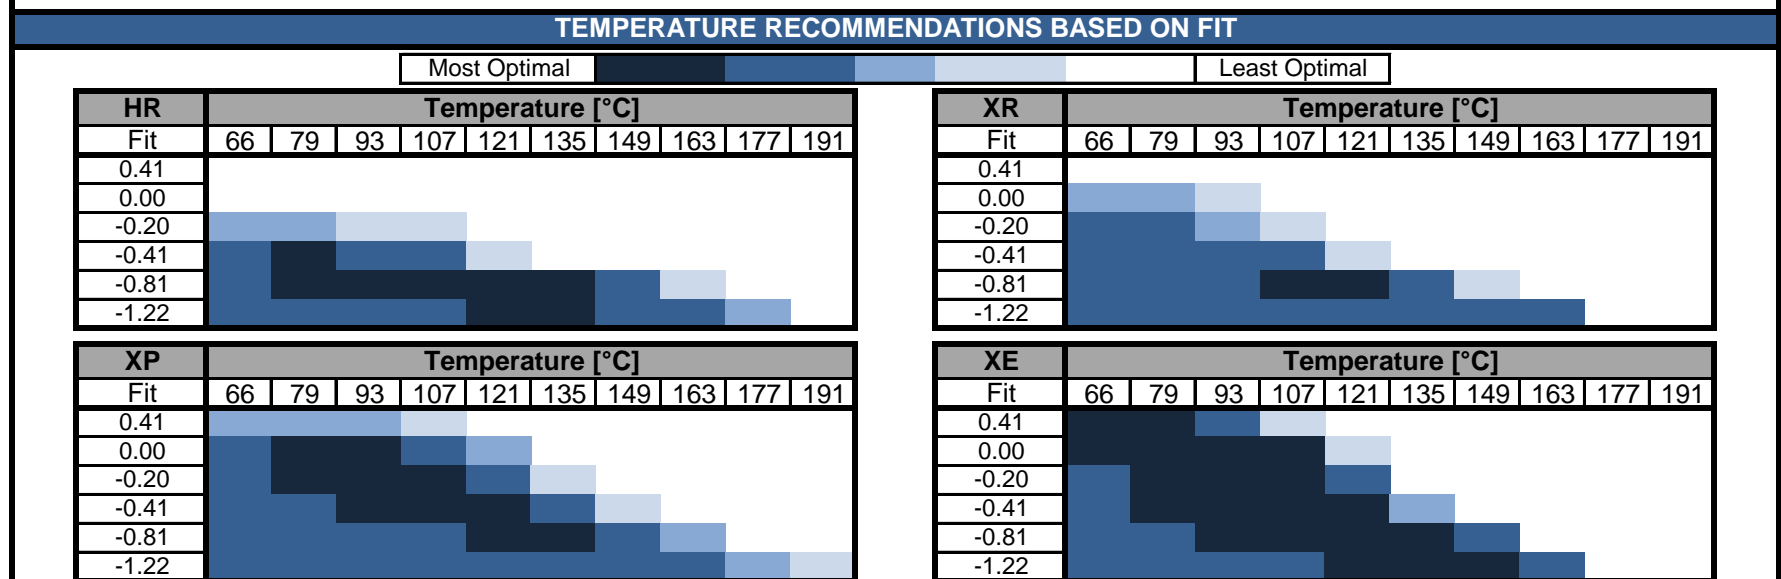 TEMPERATURE RECOMMENDATIONS BASED ON FIT
Most Optimal Least Optimal
HR Temperature [°C]
Fit 66 79 93 107 121 135 149 163 177 191
0.41
0.00
-0.20
-0.41
-0.81
-1.22
XR Temperature [°C]
Fit 66 79 93 107 121 135 149 163 177 191
0.41
0.00
-0.20
-0.41
-0.81
-1.22
XP Temperature [°C]
Fit 66 79 93 107 121 135 149 163 177 191
0.41
0.00
-0.20
-0.41
-0.81
-1.22
XE Temperature [°C]
Fit 66 79 93 107 121 135 149 163 177 191
0.41
0.00
-0.20
-0.41
-0.81
-1.22